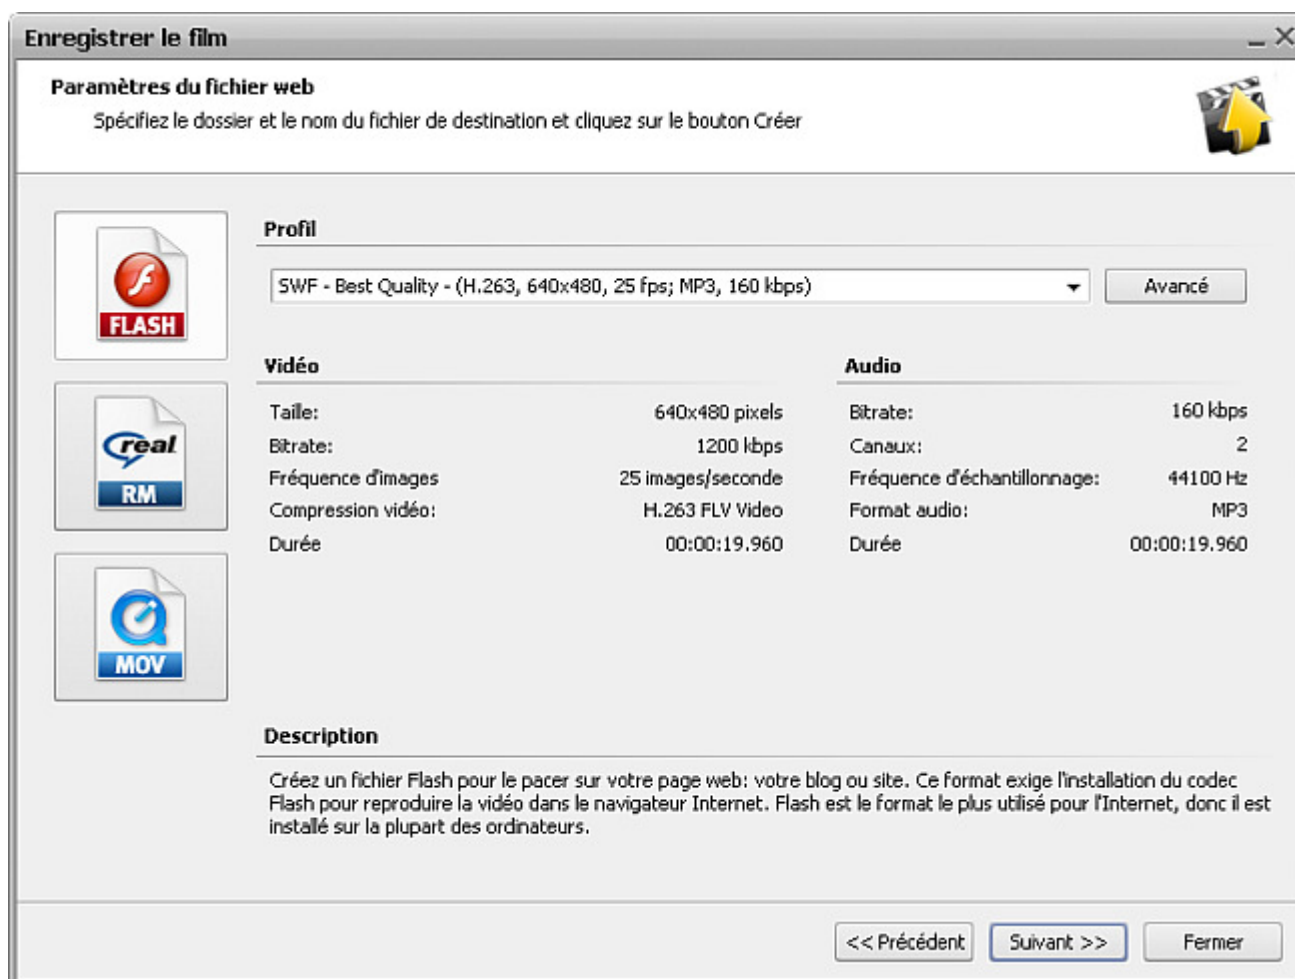 Enregistrer le film
Paramètres du fichier web
Spécifiez le dossier et le nom du fichier de destination et cliquez sur le bouton Créer
FLASH
real
RM
MOV
Profil
SWF - Best Quality - (H.263, 640x480, 25 fps; MP3, 160 kbps)
Avancé
Vidéo
Taille: 640x480 pixels
Bitrate: 1200 kbps
Fréquence d'images 25 images/seconde
Compression vidéo: H.263 FLV Video
Durée 00:00:19.960
Audio
Bitrate: 160 kbps
Canaux: 2
Fréquence d'échantillonnage: 44100 Hz
Format audio: MP3
Durée 00:00:19.960
Description
Créez un fichier Flash pour le pacer sur votre page web: votre blog ou site. Ce format exige l'installation du codec
Flash pour reproduire la vidéo dans le navigateur Internet. Flash est le format le plus utilisé pour l'Internet, donc il est
installé sur la plupart des ordinateurs.
<< Précédent
Suivant >>
Fermer